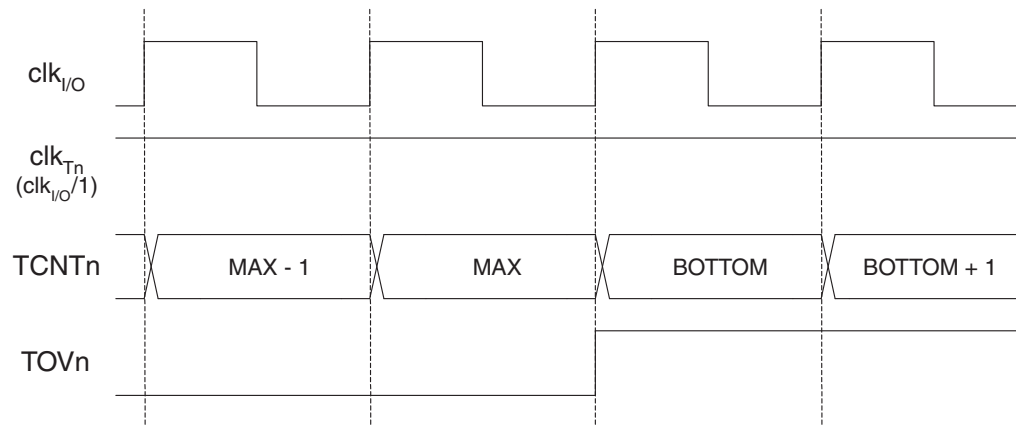 clkI/O
clkTn
(clkI/O/1)
TCNTn
MAX - 1
MAX
BOTTOM
BOTTOM + 1
TOVn